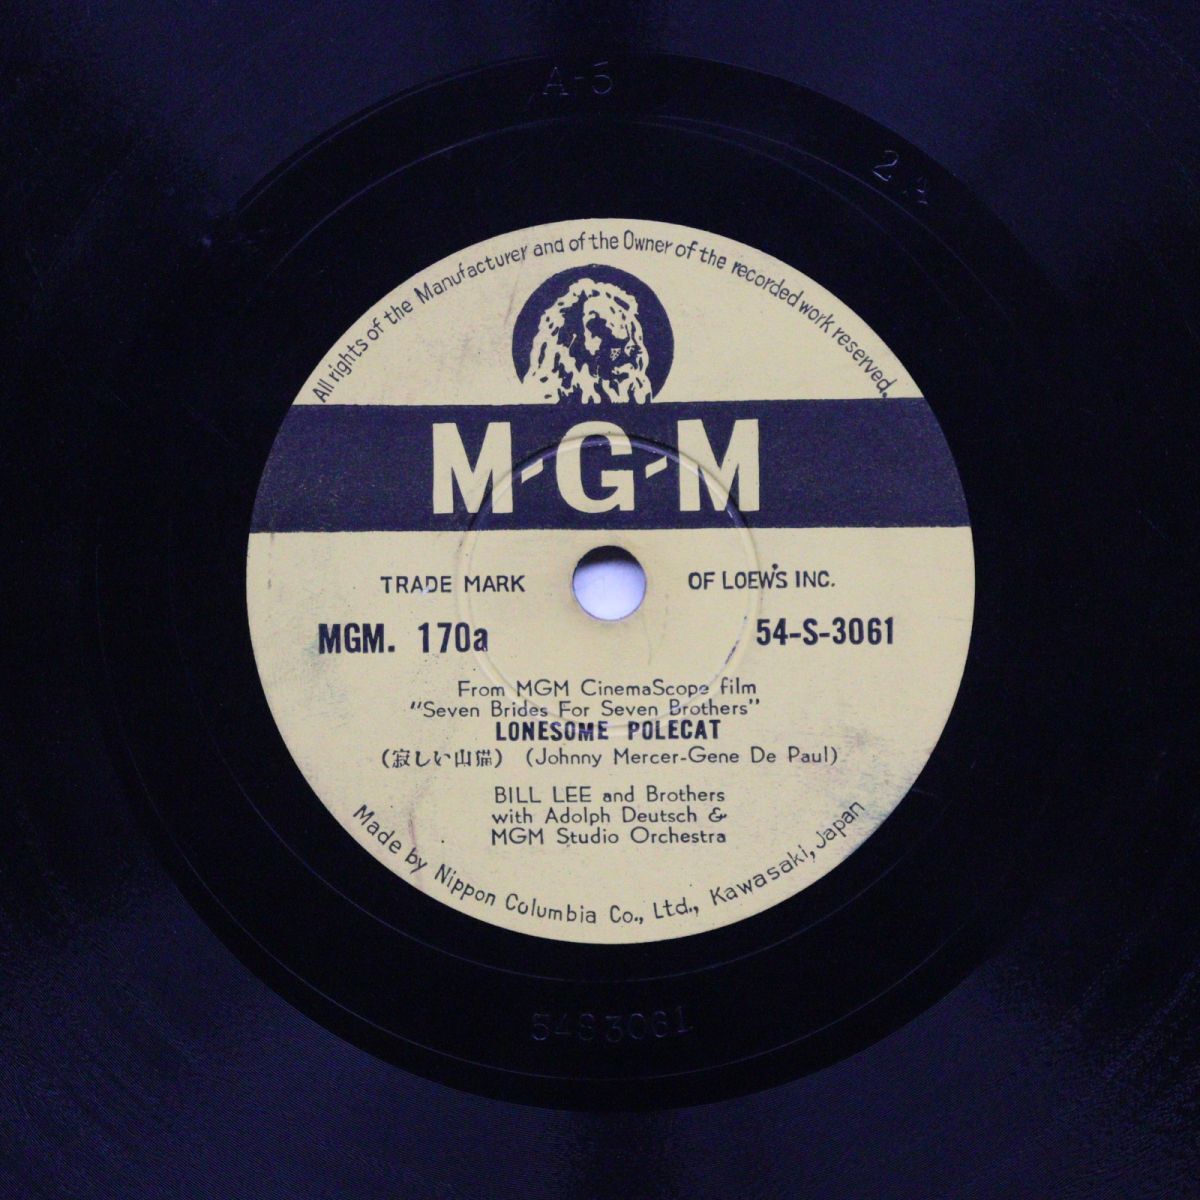 A-5
2A
All rights of the Manufacturer and of the Owner of the recorded work reserved.
M-G-M
TRADE MARK OF LOEW'S INC.
MGM. 170a 54-S-3061
From MGM CinemaScope film
"Seven Brides For Seven Brothers"
LONESOME POLECAT
(寂しい山猫) (Johnny Mercer-Gene De Paul)
BILL LEE and Brothers
with Adolph Deutsch &
MGM Studio Orchestra
Made by Nippon Columbia Co., Ltd., Kawasaki, Japan
54S3061